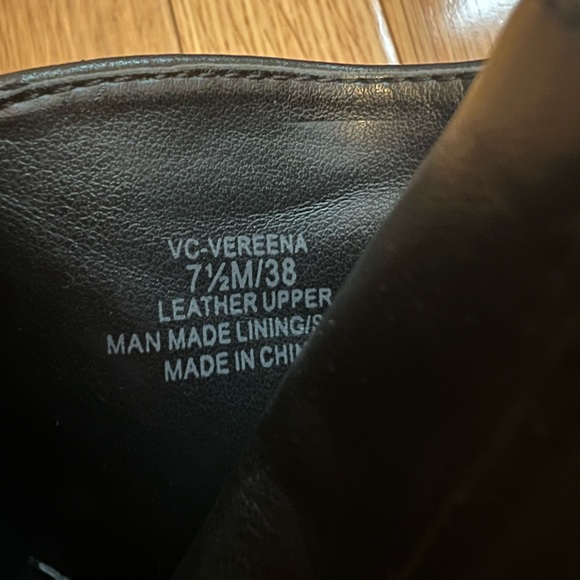 VC-VEREENA
7½M/38
LEATHER UPPER
MAN MADE LINING/S
MADE IN CHIN